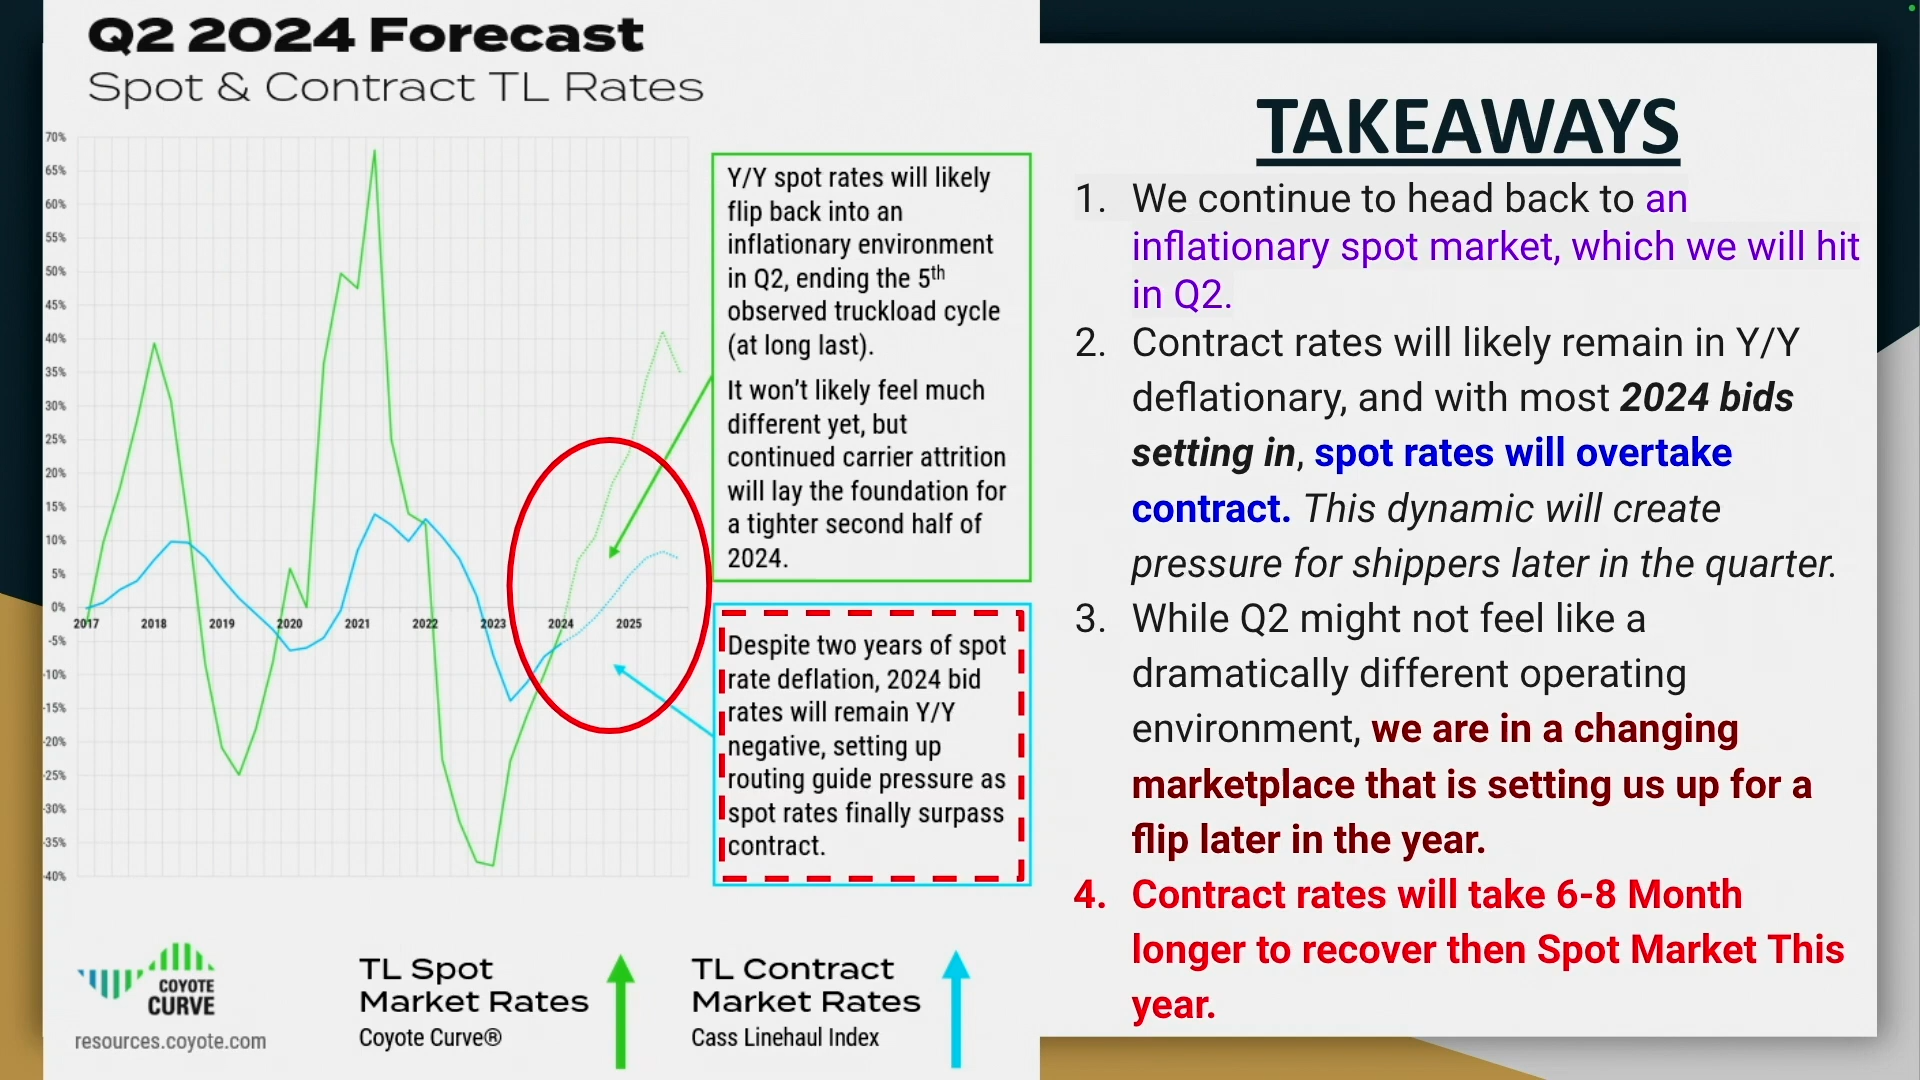 Q2 2024 Forecast
Spot & Contract TL Rates
70%
65%
60%
55%
50%
45%
40%
35%
30%
25%
20%
15%
10%
5%
0%
-5%
-10%
-15%
-20%
-25%
-30%
-35%
-40%
2017 2018 2019 2020 2021 2022 2023 2024 2025
Y/Y spot rates will likely
flip back into an
inflationary environment
in Q2, ending the 5th
observed truckload cycle
(at long last).
It won't likely feel much
different yet, but
continued carrier attrition
will lay the foundation for
a tighter second half of
2024.
Despite two years of spot
rate deflation, 2024 bid
rates will remain Y/Y
negative, setting up
routing guide pressure as
spot rates finally surpass
contract.
COYOTE
CURVE
resources.coyote.com
TL Spot
Market Rates
Coyote Curve®
TL Contract
Market Rates
Cass Linehaul Index
TAKEAWAYS
1. We continue to head back to an
inflationary spot market, which we will hit
in Q2.
2. Contract rates will likely remain in Y/Y
deflationary, and with most 2024 bids
setting in, spot rates will overtake
contract. This dynamic will create
pressure for shippers later in the quarter.
3. While Q2 might not feel like a
dramatically different operating
environment, we are in a changing
marketplace that is setting us up for a
flip later in the year.
4. Contract rates will take 6-8 Month
longer to recover then Spot Market This
year.